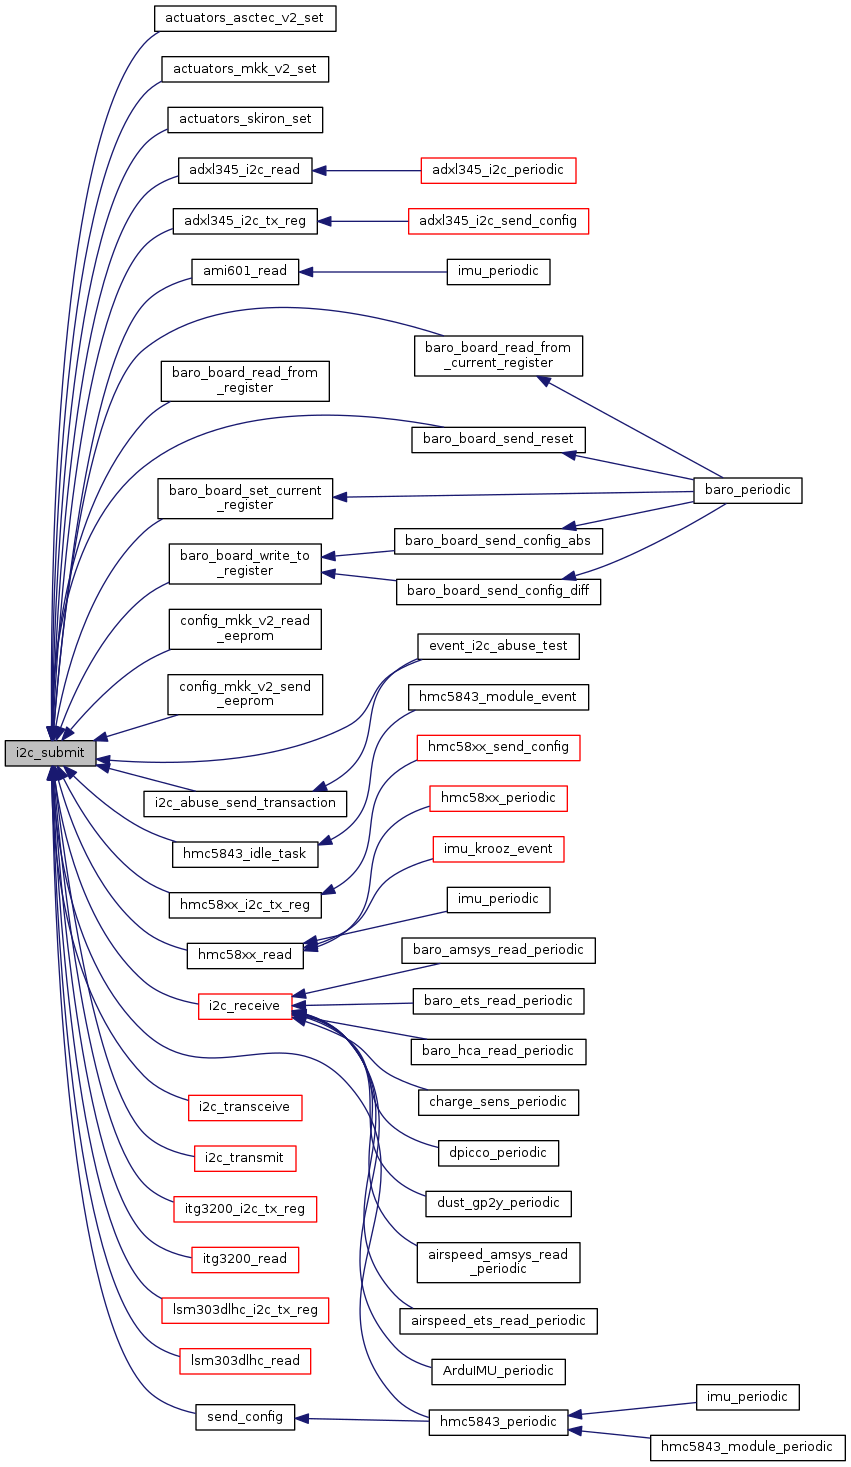 actuators_asctec_v2_set
actuators_mkk_v2_set
actuators_skiron_set
adxl345_i2c_read
adxl345_i2c_periodic
adxl345_i2c_tx_reg
adxl345_i2c_send_config
ami601_read
imu_periodic
baro_board_read_from
_current_register
baro_board_read_from
_register
baro_board_send_reset
baro_board_set_current
_register
baro_periodic
baro_board_write_to
_register
baro_board_send_config_abs
baro_board_send_config_diff
config_mkk_v2_read
_eeprom
event_i2c_abuse_test
config_mkk_v2_send
_eeprom
hmc5843_module_event
i2c_submit
hmc58xx_send_config
i2c_abuse_send_transaction
hmc58xx_periodic
hmc5843_idle_task
imu_krooz_event
hmc58xx_i2c_tx_reg
imu_periodic
hmc58xx_read
baro_amsys_read_periodic
i2c_receive
baro_ets_read_periodic
baro_hca_read_periodic
i2c_transceive
charge_sens_periodic
i2c_transmit
dpicco_periodic
itg3200_i2c_tx_reg
dust_gp2y_periodic
itg3200_read
airspeed_amsys_read
_periodic
lsm303dlhc_i2c_tx_reg
airspeed_ets_read_periodic
lsm303dlhc_read
ArduIMU_periodic
send_config
hmc5843_periodic
imu_periodic
hmc5843_module_periodic